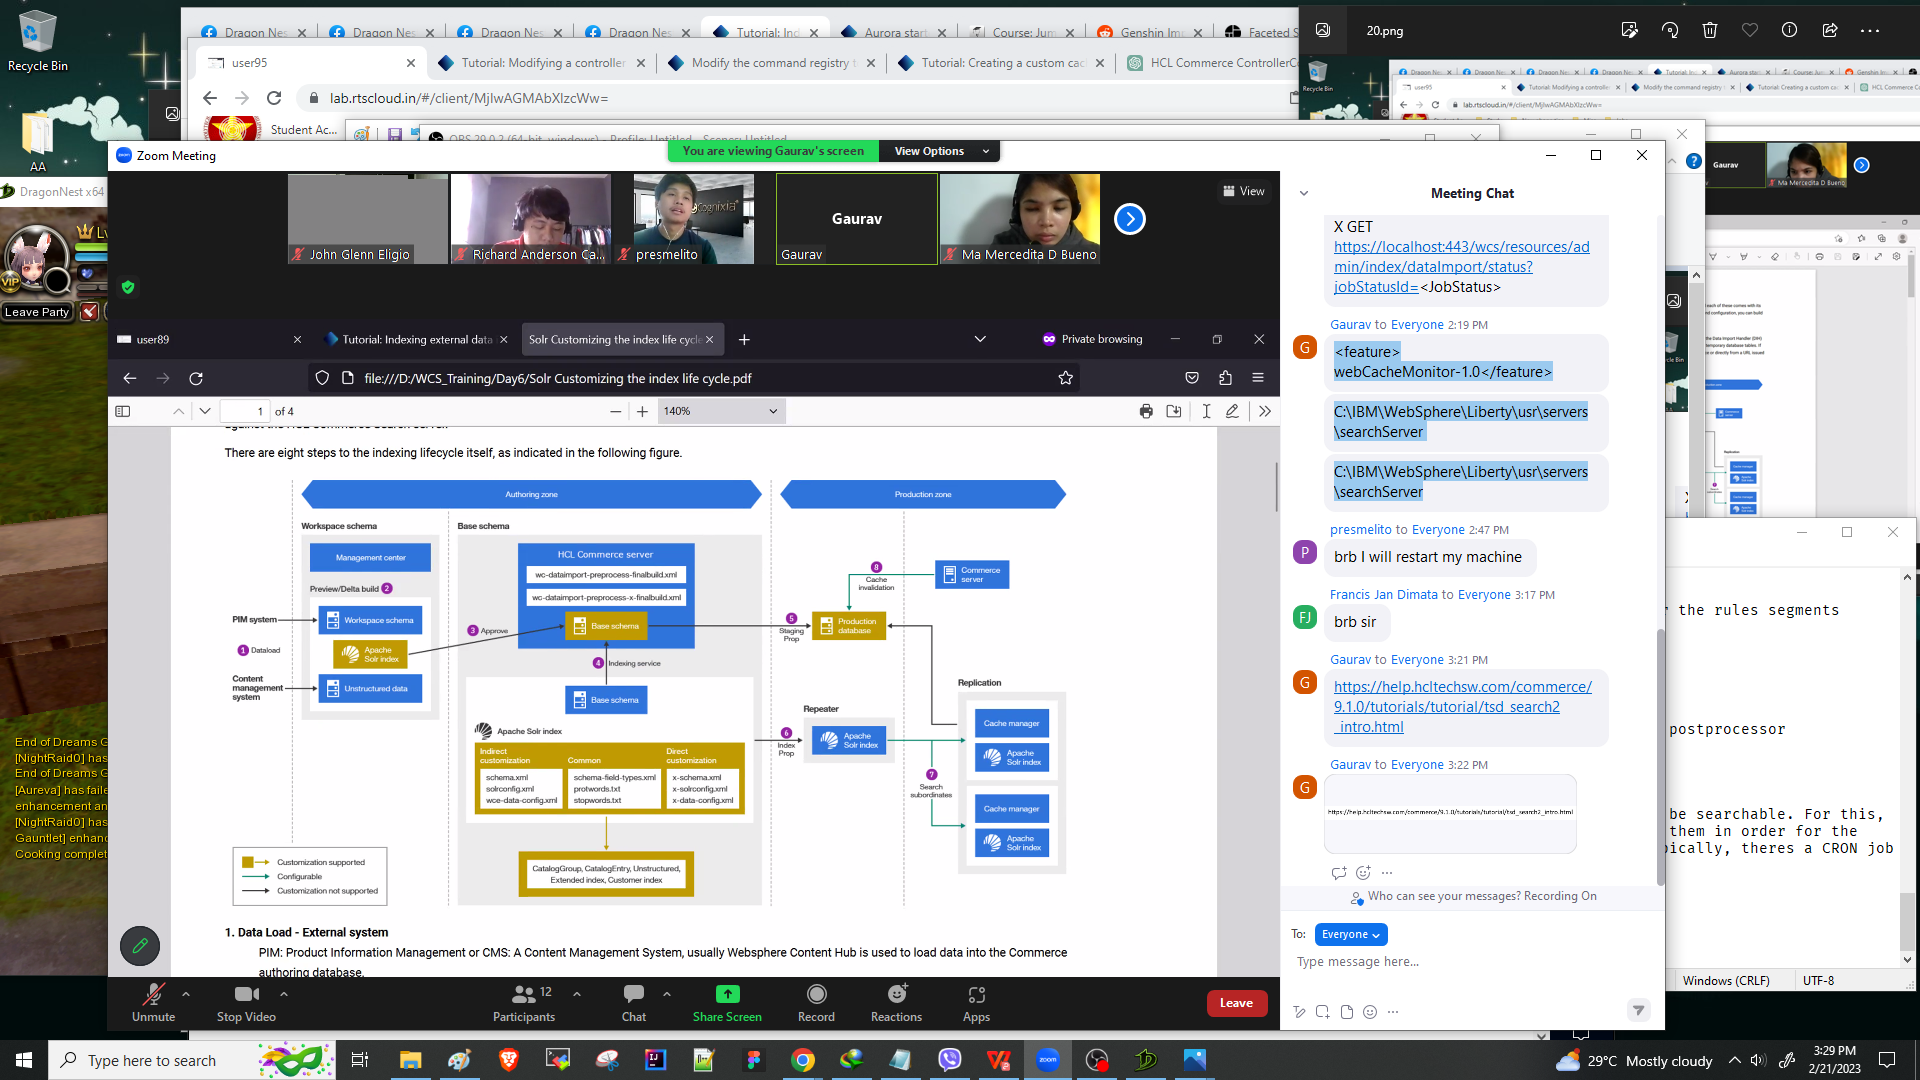 Recycle Bin
AA
DragonNest x64
Dragon Nes
Dragon Nes
Dragon Nes
Dragon Nes
Tutorial: Ind
Aurora start
Course: Jum
Genshin Imp
Faceted S
user95
Tutorial: Modifying a controller
Modify the command registry t
Tutorial: Creating a custom cac
HCL Commerce ControllerCo
lab.rtscloud.in/#/client/MjIwAGMAbXlzcWw=
Student Ac...
OBS 29.0.2 (64-bit, windows) - Profile: Untitled - Scenes: Untitled
20.png
Zoom Meeting
You are viewing Gaurav's screen
View Options
View
John Glenn Eligio
Richard Anderson Ca...
presmelito
Gaurav
Gaurav
Ma Mercedita D Bueno
VIP
Leave Party
user89
Tutorial: Indexing external data
Solr Customizing the index life cycle
Private browsing
file:///D:/WCS_Training/Day6/Solr Customizing the index life cycle.pdf
1 of 4
140%
There are eight steps to the indexing lifecycle itself, as indicated in the following figure.
Authoring zone
Production zone
Workspace schema
Base schema
Management center
HCL Commerce server
wc-dataimport-preprocess-finalbuild.xml
wc-dataimport-preprocess-x-finalbuild.xml
Preview/Delta build 2
8 Cache invalidation
Commerce server
PIM system
Workspace schema
3 Approve
Base schema
5 Staging Prop
Production database
1 Dataload
Apache Solr index
4 Indexing service
Content management system
Unstructured data
Base schema
Replication
Repeater
Apache Solr index
6 Index Prop
Apache Solr index
Cache manager
Apache Solr index
7 Search subordinates
Cache manager
Apache Solr index
Indirect customization
Common
Direct customization
schema.xml
solrconfig.xml
wce-data-config.xml
schema-field-types.xml
protwords.txt
stopwords.txt
x-schema.xml
x-solrconfig.xml
x-data-config.xml
CatalogGroup, CatalogEntry, Unstructured,
Extended index, Customer index
Customization supported
Configurable
Customization not supported
1. Data Load - External system
PIM: Product Information Management or CMS: A Content Management System, usually Websphere Content Hub is used to load data into the Commerce
authoring database.
Unmute
Stop Video
12
Participants
Chat
Share Screen
Record
Reactions
Apps
Leave
Meeting Chat
X GET
https://localhost:443/wcs/resources/ad
min/index/dataImport/status?
jobStatusId=<JobStatus>
Gaurav to Everyone 2:19 PM
G
<feature>
webCacheMonitor-1.0</feature>
C:\IBM\WebSphere\Liberty\usr\servers
\searchServer
C:\IBM\WebSphere\Liberty\usr\servers
\searchServer
presmelito to Everyone 2:47 PM
P
brb I will restart my machine
Francis Jan Dimata to Everyone 3:17 PM
FJ
brb sir
Gaurav to Everyone 3:21 PM
G
https://help.hcltechsw.com/commerce/
9.1.0/tutorials/tutorial/tsd_search2
_intro.html
Gaurav to Everyone 3:22 PM
G
https://help.hcltechsw.com/commerce/9.1.0/tutorials/tutorial/tsd_search2_intro.html
Who can see your messages? Recording On
To: Everyone
Type message here...
the rules segments
postprocessor
be searchable. For this,
them in order for the
theres a CRON job
Windows (CRLF)
UTF-8
End of Dreams G
[NightRaid0] has
End of Dreams G
[Aureva] has faile
enhancement an
[NightRaid0] has
Gauntlet] enhanc
Cooking complet
Type here to search
29°C Mostly cloudy
3:29 PM
2/21/2023